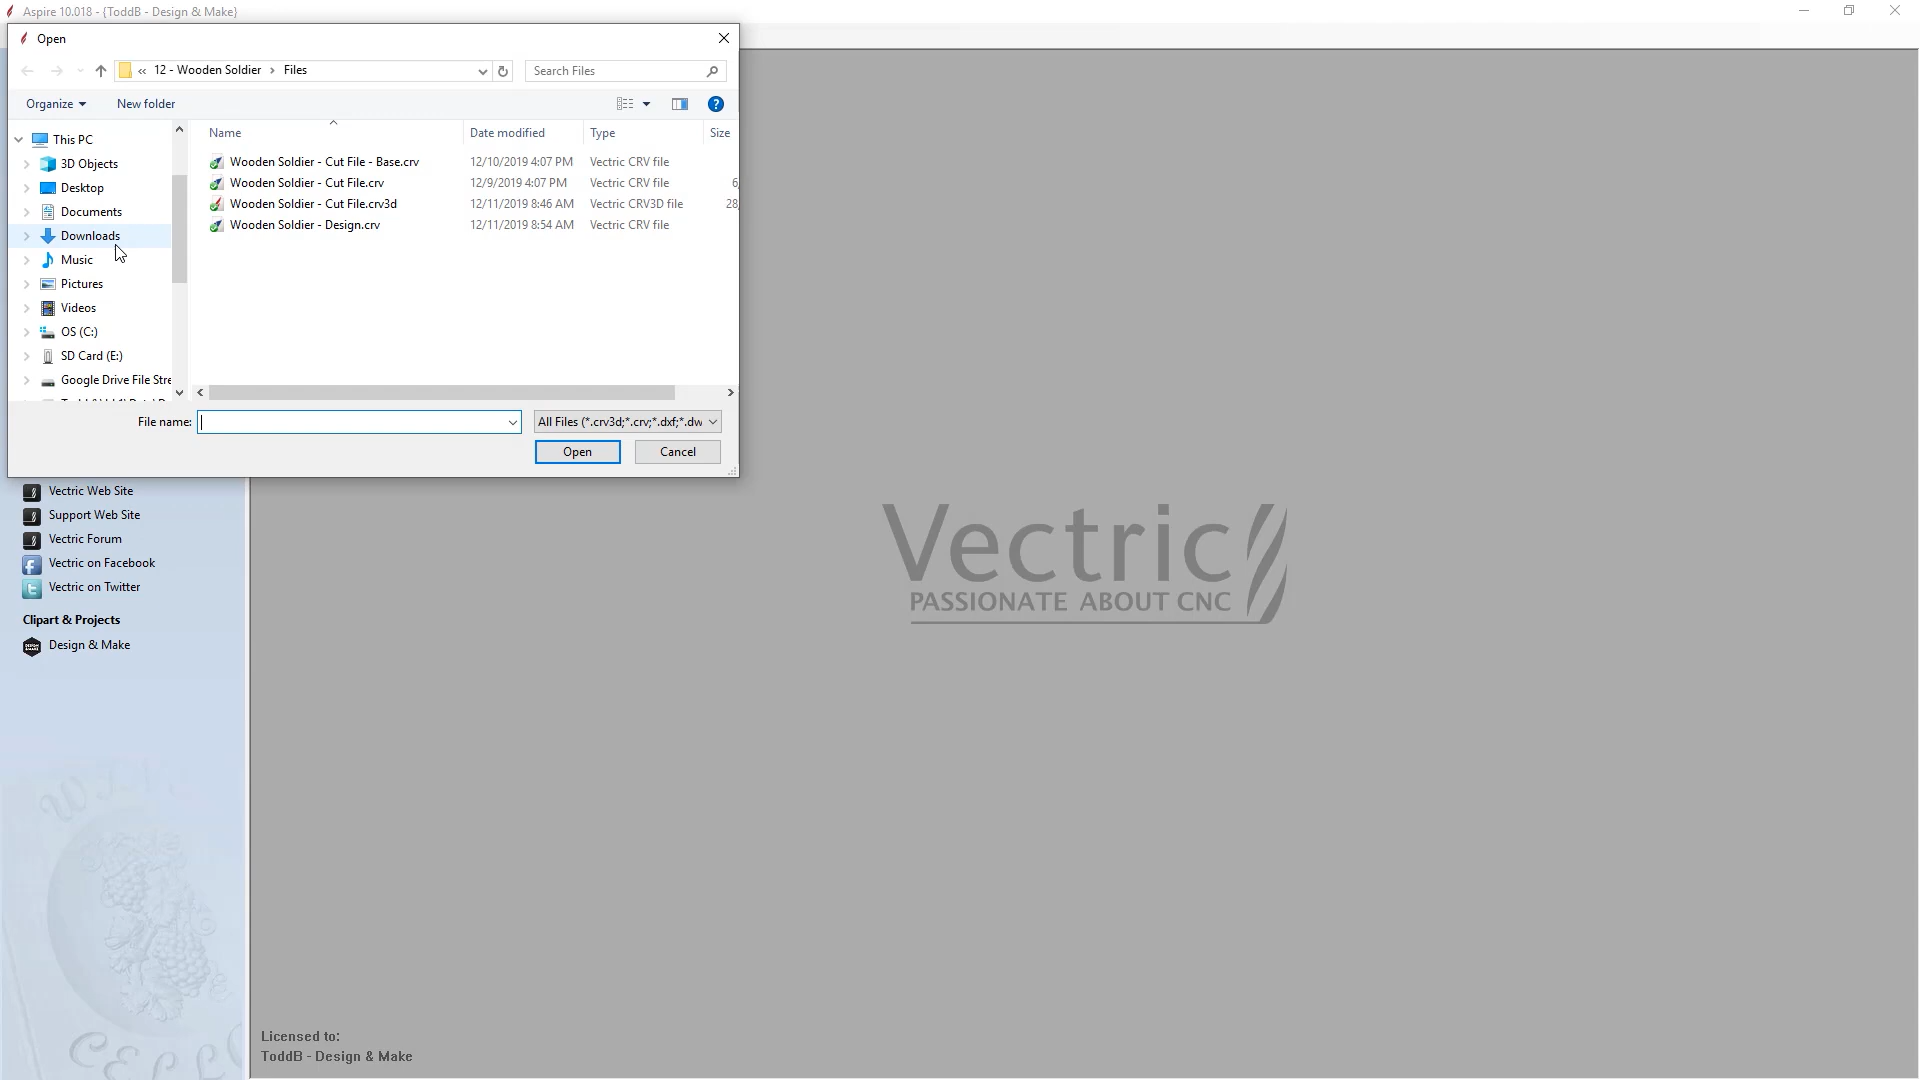 Aspire 10.018 - {ToddB - Design & Make}
Open
« 12 - Wooden Soldier › Files
Search Files
Organize
New folder
Name
Date modified
Type
Size
This PC
3D Objects
Desktop
Documents
Downloads
Music
Pictures
Videos
OS (C:)
SD Card (E:)
Google Drive File Stre
Wooden Soldier - Cut File - Base.crv 12/10/2019 4:07 PM Vectric CRV file
Wooden Soldier - Cut File.crv 12/9/2019 4:07 PM Vectric CRV file 6,
Wooden Soldier - Cut File.crv3d 12/11/2019 8:46 AM Vectric CRV3D file 28,
Wooden Soldier - Design.crv 12/11/2019 8:54 AM Vectric CRV file
File name:
All Files (*.crv3d;*.crv;*.dxf;*.dw
Open
Cancel
Vectric Web Site
Support Web Site
Vectric Forum
Vectric on Facebook
Vectric on Twitter
Clipart & Projects
Design & Make
Vectric
PASSIONATE ABOUT CNC
Licensed to:
ToddB - Design & Make